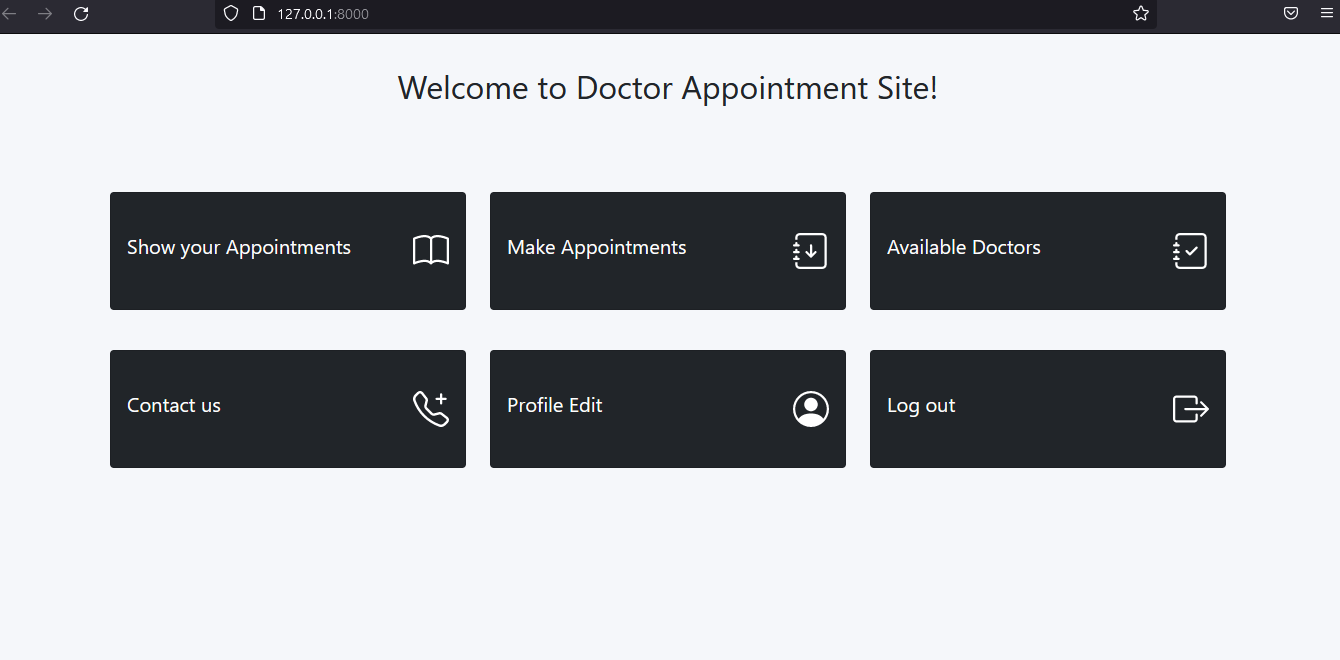 127.0.0.1:8000
Welcome to Doctor Appointment Site!
Show your Appointments
Make Appointments
Available Doctors
Contact us
Profile Edit
Log out